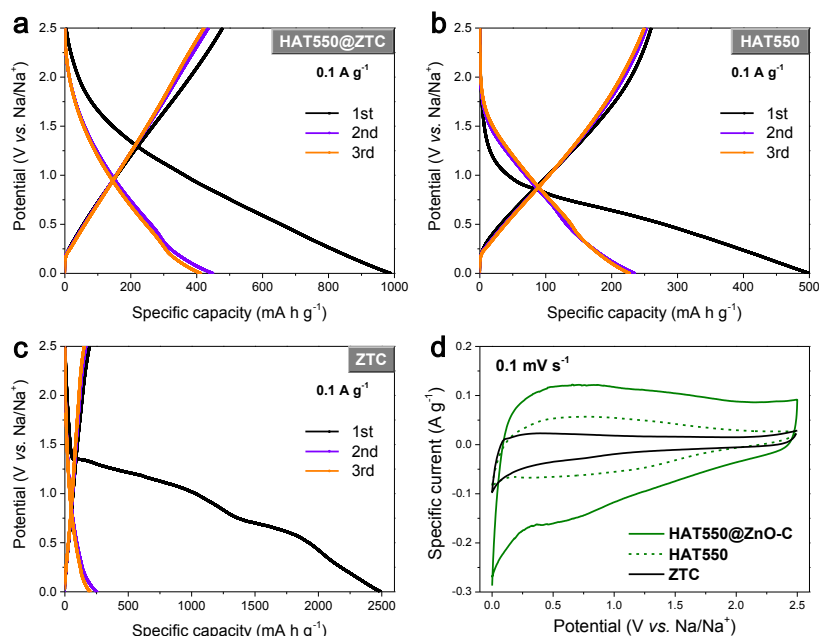 a
HAT550@ZTC
0.1 A g⁻¹
1st
2nd
3rd
2.5
2.0
1.5
1.0
0.5
0.0
0 200 400 600 800 1000
Potential (V vs. Na/Na⁺)
Specific capacity (mA h g⁻¹)
b
HAT550
0.1 A g⁻¹
1st
2nd
3rd
2.5
2.0
1.5
1.0
0.5
0.0
0 100 200 300 400 500
Potential (V vs. Na/Na⁺)
Specific capacity (mA h g⁻¹)
c
ZTC
0.1 A g⁻¹
1st
2nd
3rd
2.5
2.0
1.5
1.0
0.5
0.0
0 500 1000 1500 2000 2500
Potential (V vs. Na/Na⁺)
Specific capacity (mA h g⁻¹)
d
0.1 mV s⁻¹
HAT550@ZnO-C
HAT550
ZTC
0.2
0.1
0.0
-0.1
-0.2
-0.3
0.0 0.5 1.0 1.5 2.0 2.5
Specific current (A g⁻¹)
Potential (V vs. Na/Na⁺)